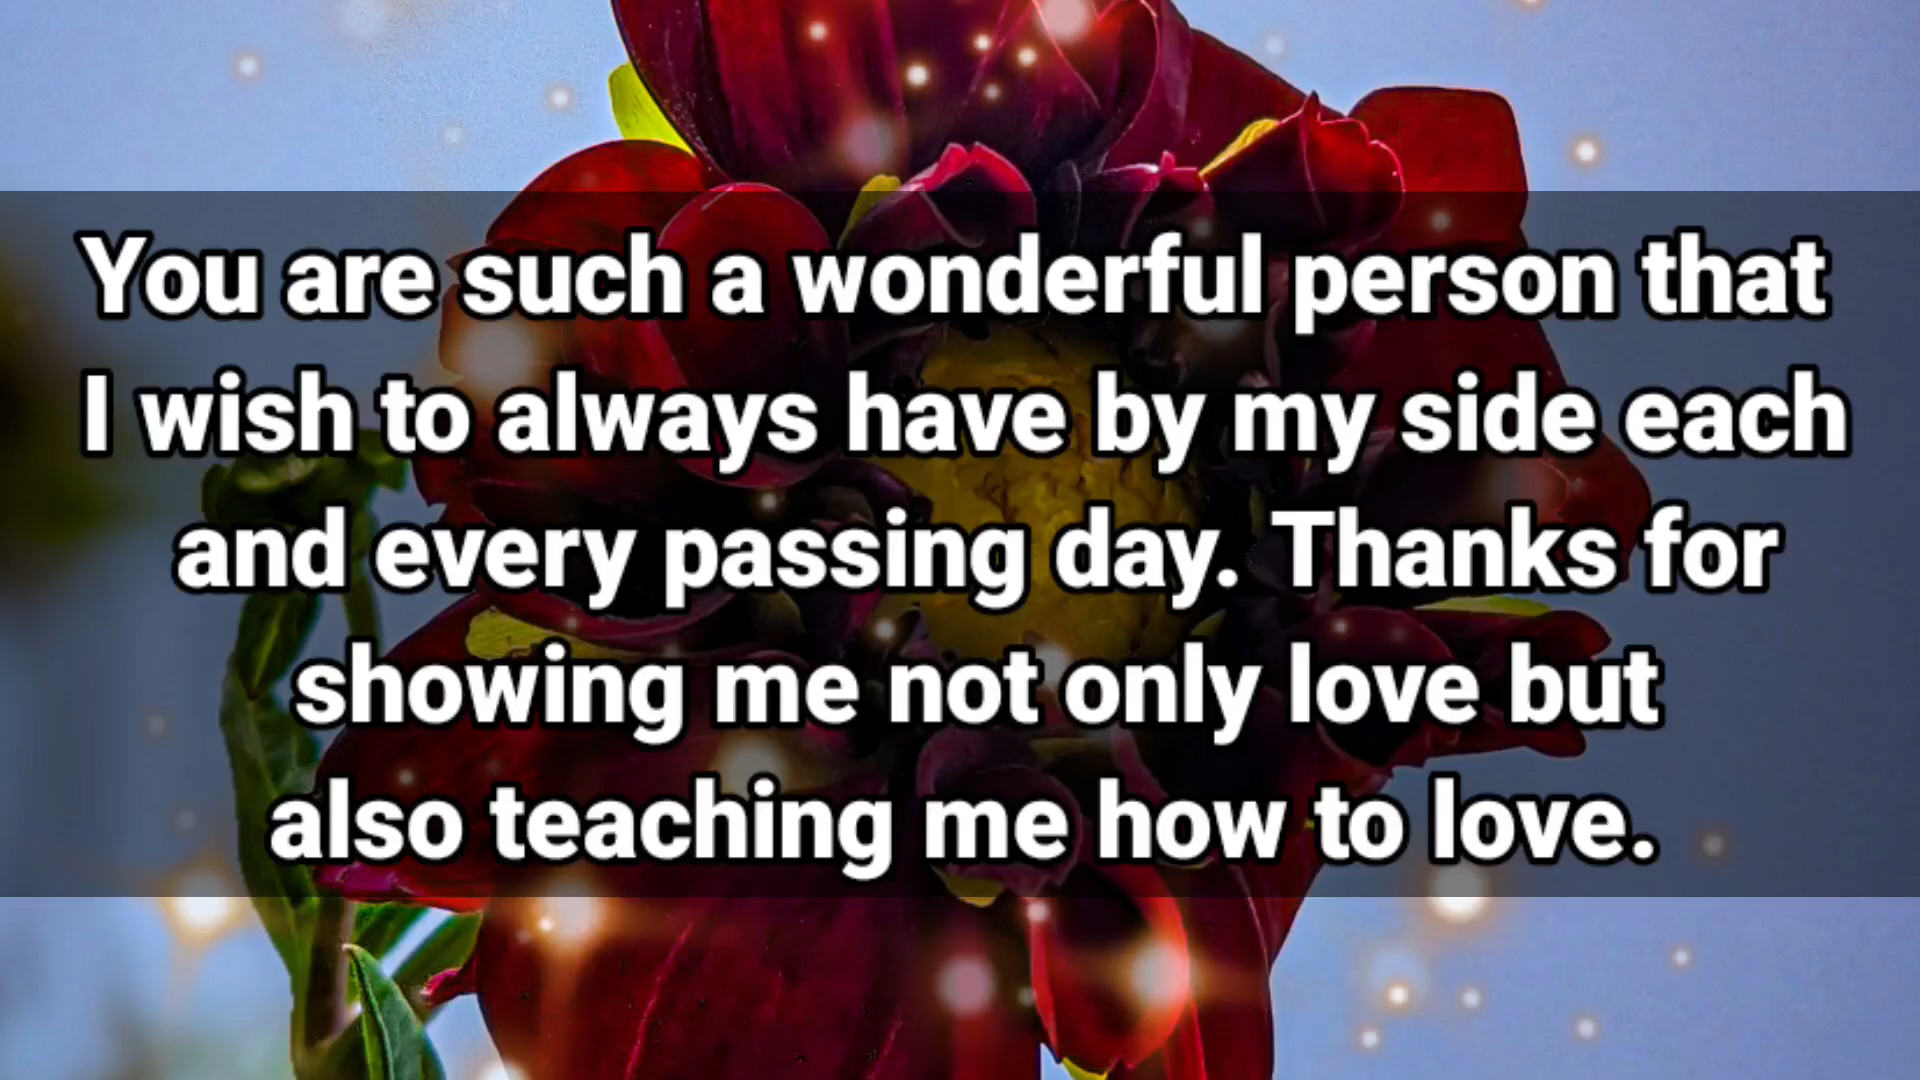 You are such a wonderful person that
I wish to always have by my side each
and every passing day. Thanks for
showing me not only love but
also teaching me how to love.